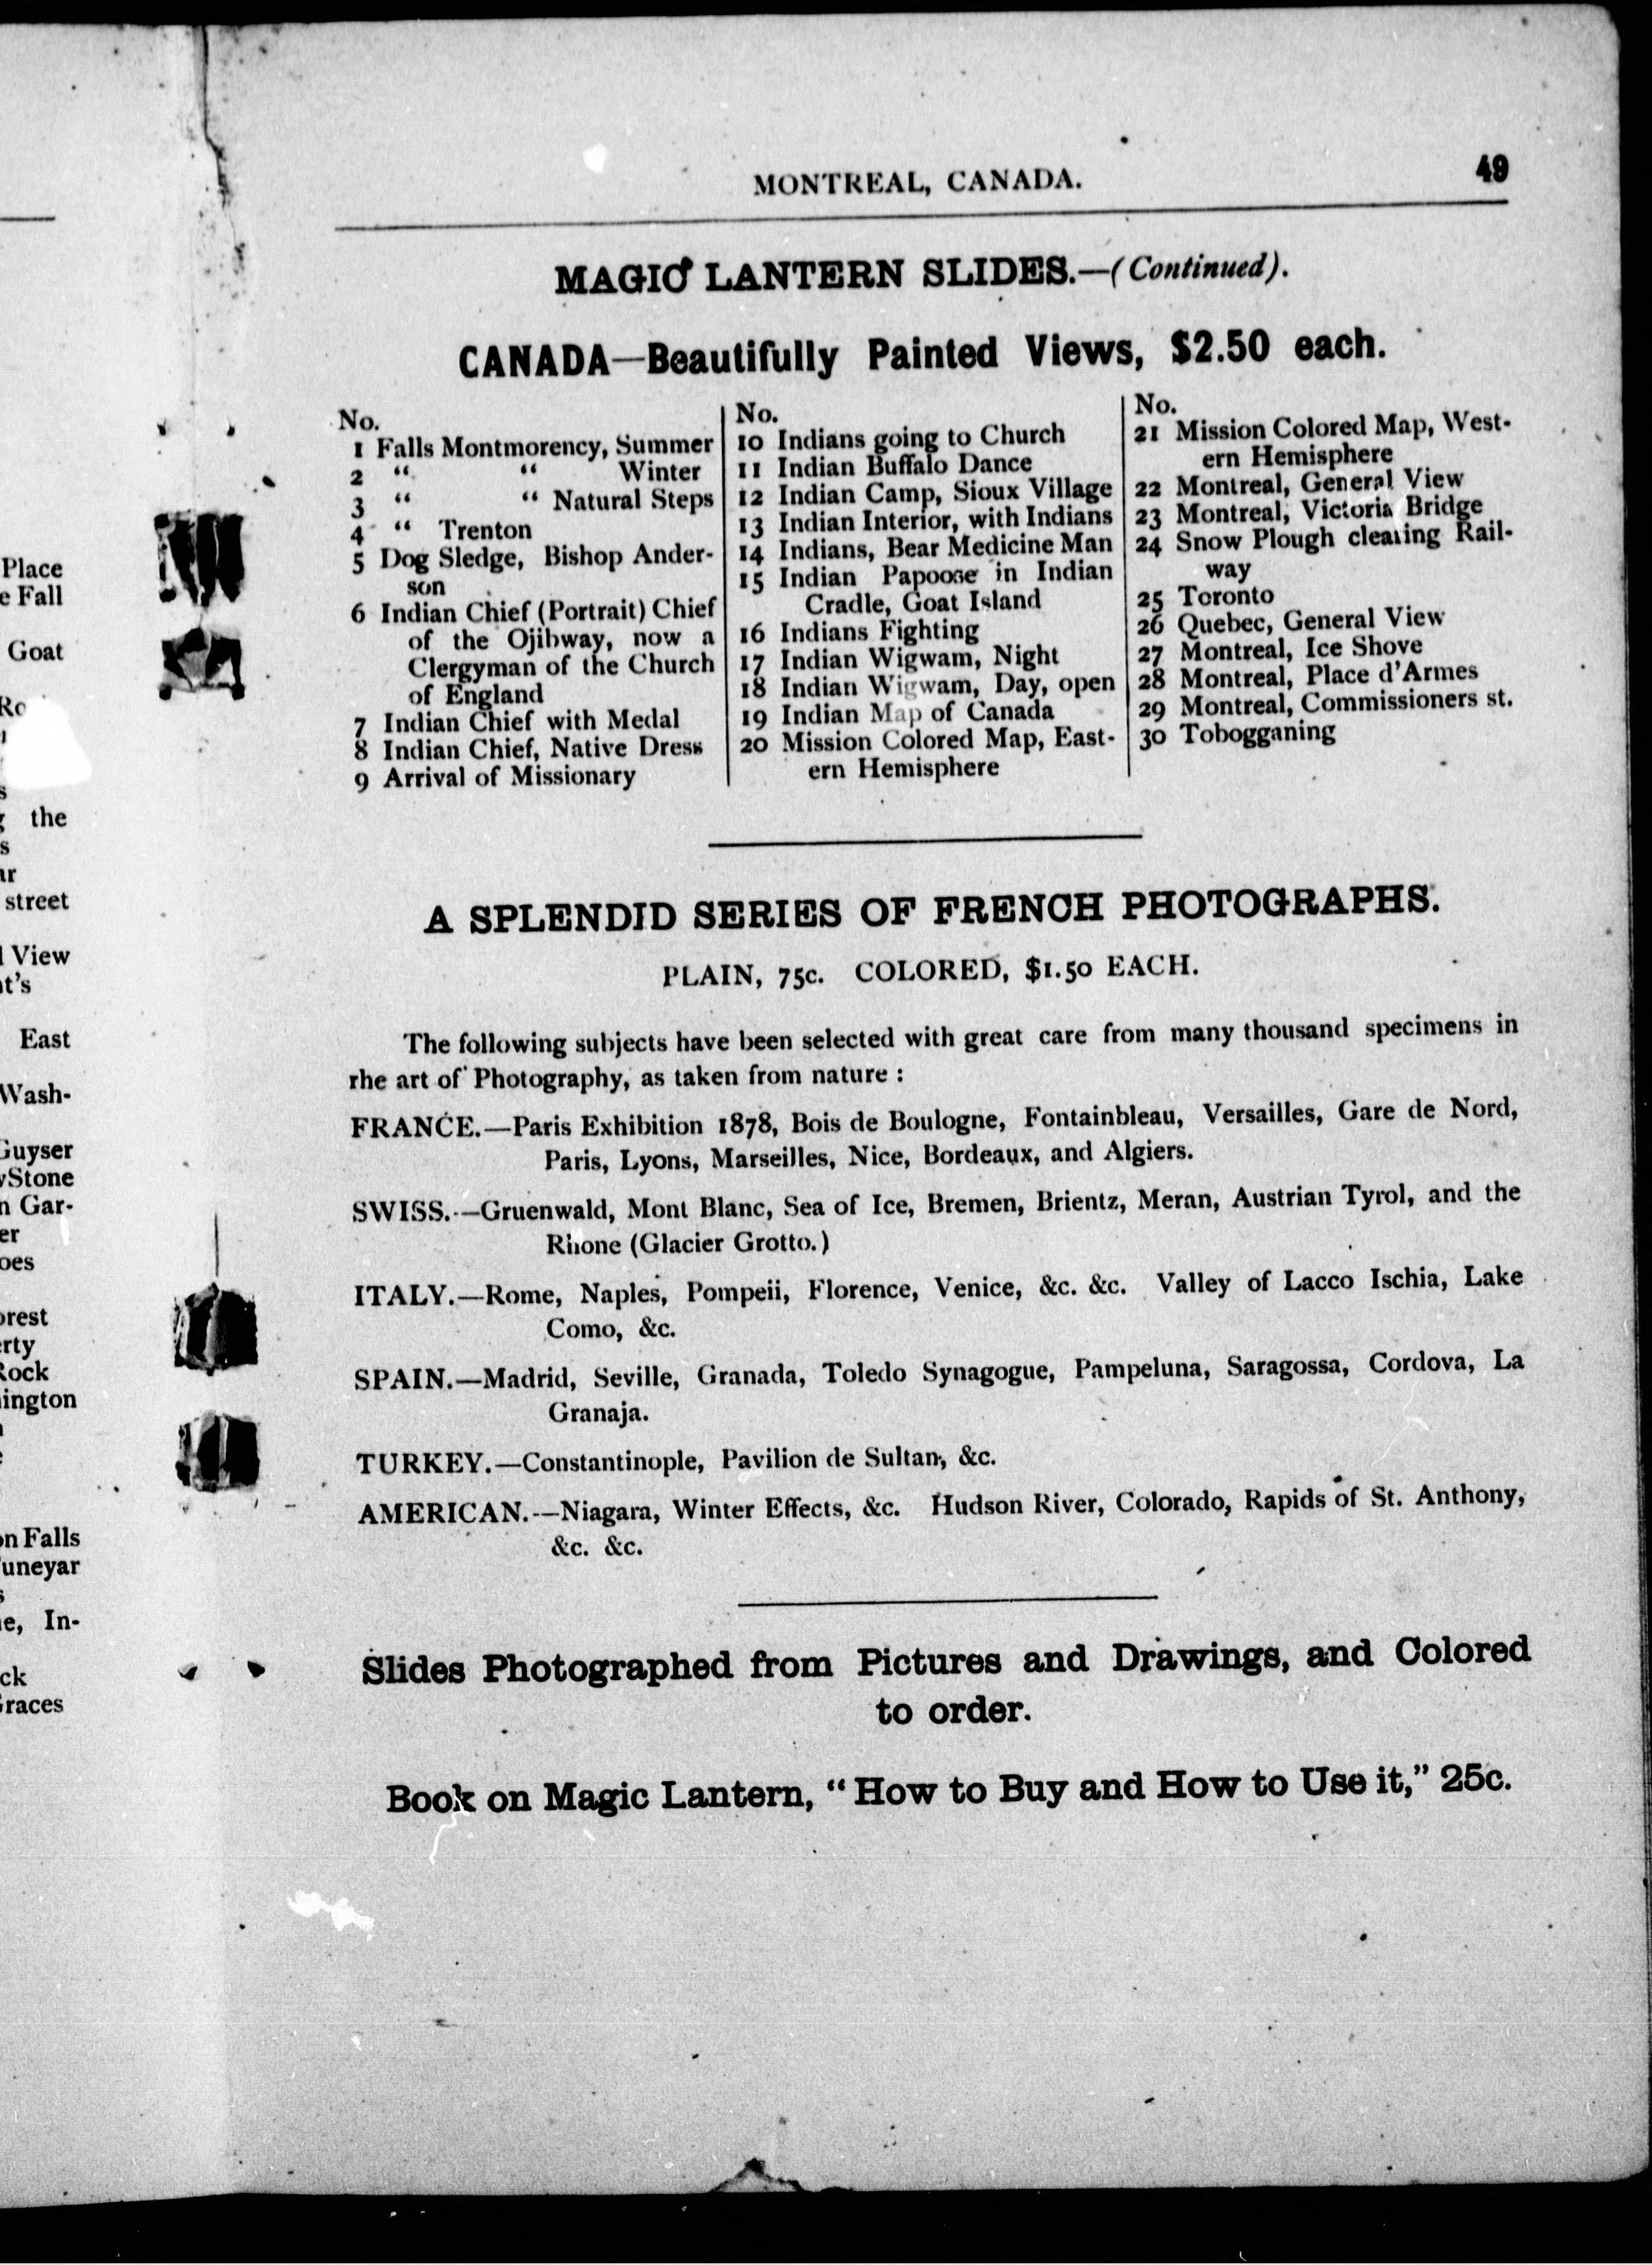 Place
Fall
Goat
the
street
View
East
Wash-
Guyser
Stone
Gar-
Falls
In-
MONTREAL, CANADA.
49
MAGIC LANTERN SLIDES.—(Continued).
CANADA—Beautifully Painted Views, $2.50 each.
No.
1 Falls Montmorency, Summer
2 “ “ Winter
3 “ “ Natural Steps
4 “ Trenton
5 Dog Sledge, Bishop Ander-
son
6 Indian Chief (Portrait) Chief
of the Ojibway, now a
Clergyman of the Church
of England
7 Indian Chief with Medal
8 Indian Chief, Native Dress
9 Arrival of Missionary
No.
10 Indians going to Church
11 Indian Buffalo Dance
12 Indian Camp, Sioux Village
13 Indian Interior, with Indians
14 Indians, Bear Medicine Man
15 Indian Papoose in Indian
Cradle, Goat Island
16 Indians Fighting
17 Indian Wigwam, Night
18 Indian Wigwam, Day, open
19 Indian Map of Canada
20 Mission Colored Map, East-
ern Hemisphere
No.
21 Mission Colored Map, West-
ern Hemisphere
22 Montreal, General View
23 Montreal, Victoria Bridge
24 Snow Plough clearing Rail-
way
25 Toronto
26 Quebec, General View
27 Montreal, Ice Shove
28 Montreal, Place d’Armes
29 Montreal, Commissioners st.
30 Tobogganing
A SPLENDID SERIES OF FRENCH PHOTOGRAPHS.
PLAIN, 75c. COLORED, $1.50 EACH.
The following subjects have been selected with great care from many thousand specimens in
rhe art of Photography, as taken from nature :
FRANCE.—Paris Exhibition 1878, Bois de Boulogne, Fontainbleau, Versailles, Gare de Nord,
Paris, Lyons, Marseilles, Nice, Bordeaux, and Algiers.
SWISS.—Gruenwald, Mont Blanc, Sea of Ice, Bremen, Brientz, Meran, Austrian Tyrol, and the
Rhone (Glacier Grotto.)
ITALY.—Rome, Naples, Pompeii, Florence, Venice, &c. &c. Valley of Lacco Ischia, Lake
Como, &c.
SPAIN.—Madrid, Seville, Granada, Toledo Synagogue, Pampeluna, Saragossa, Cordova, La
Granaja.
TURKEY.—Constantinople, Pavilion de Sultan, &c.
AMERICAN.—Niagara, Winter Effects, &c. Hudson River, Colorado, Rapids of St. Anthony,
&c. &c.
Slides Photographed from Pictures and Drawings, and Colored
to order.
Book on Magic Lantern, “ How to Buy and How to Use it,” 25c.